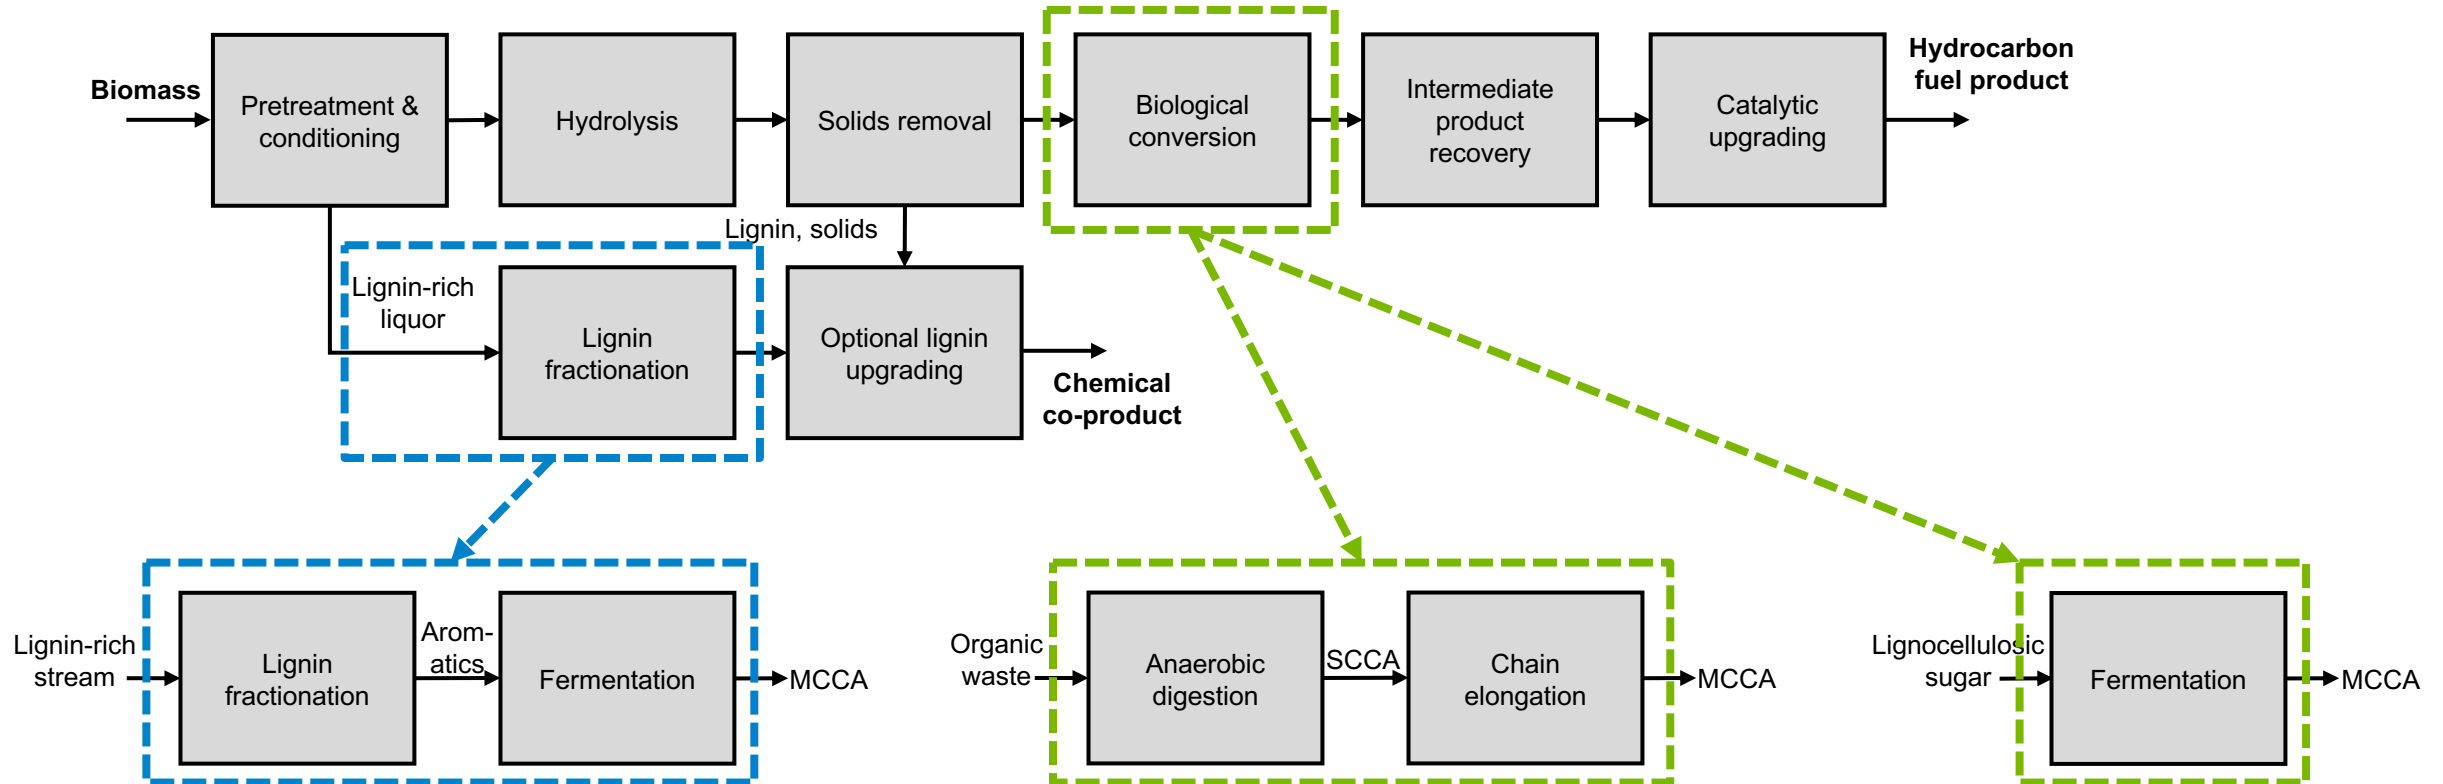 Biomass
Pretreatment &
conditioning
Hydrolysis
Solids removal
Biological
conversion
Intermediate
product
recovery
Catalytic
upgrading
Hydrocarbon
fuel product
Lignin, solids
Lignin-rich
liquor
Lignin
fractionation
Optional lignin
upgrading
Chemical
co-product
Lignin-rich
stream
Lignin
fractionation
Arom-
atics
Fermentation
MCCA
Organic
waste
Anaerobic
digestion
SCCA
Chain
elongation
MCCA
Lignocellulosic
sugar
Fermentation
MCCA